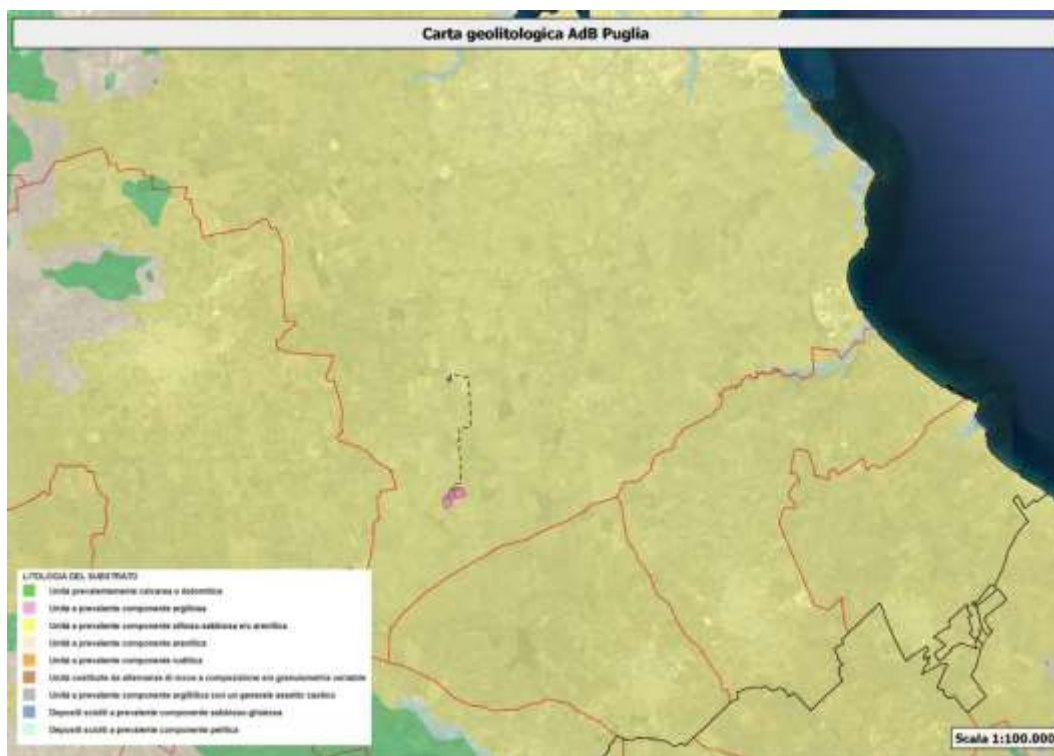 Carta geolitologica AdB Puglia
LITOLOGIA DEL SUBSTRATO
Unità prevalentemente calcarea o dolomitica
Unità a prevalente componente argillosa
Unità a prevalente componente siltoso-sabbiosa e/o arenitica
Unità a prevalente componente arenitica
Unità a prevalente componente ruditica
Unità costituite da alternanze di rocce a composizione e/o granulometria variabile
Unità a prevalente componente argillitica con un generale assetto caotico
Depositi sciolti a prevalente componente sabbioso-ghiaiosa
Depositi sciolti a prevalente componente pelitica
Scala 1:100.000